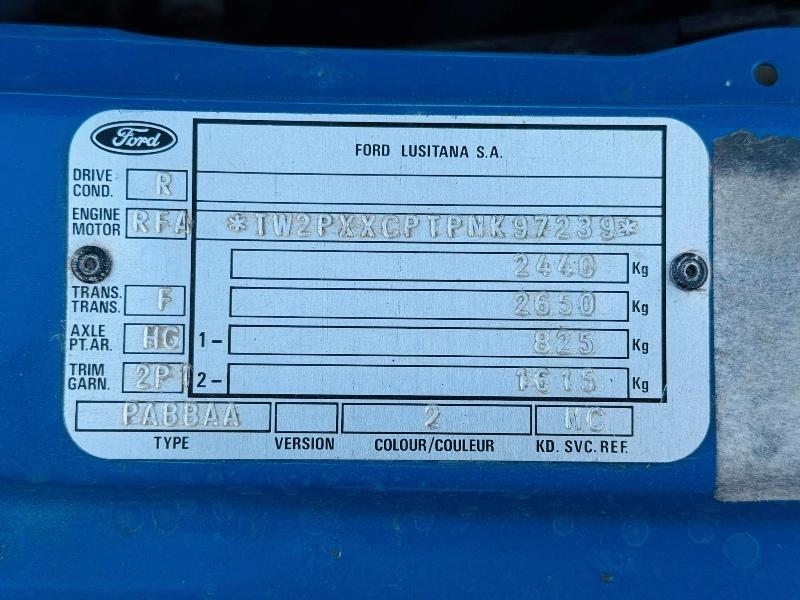 Ford
FORD LUSITANA S.A.
DRIVE COND. R
ENGINE MOTOR RFA
*TW2PXXGPTPNK97239*
2440 Kg
TRANS. TRANS. F
2650 Kg
AXLE PT.AR. HG
1- 825 Kg
TRIM GARN. 2P1
2- 1615 Kg
PABBAA 2 NC
TYPE VERSION COLOUR/COULEUR KD. SVC. REF.